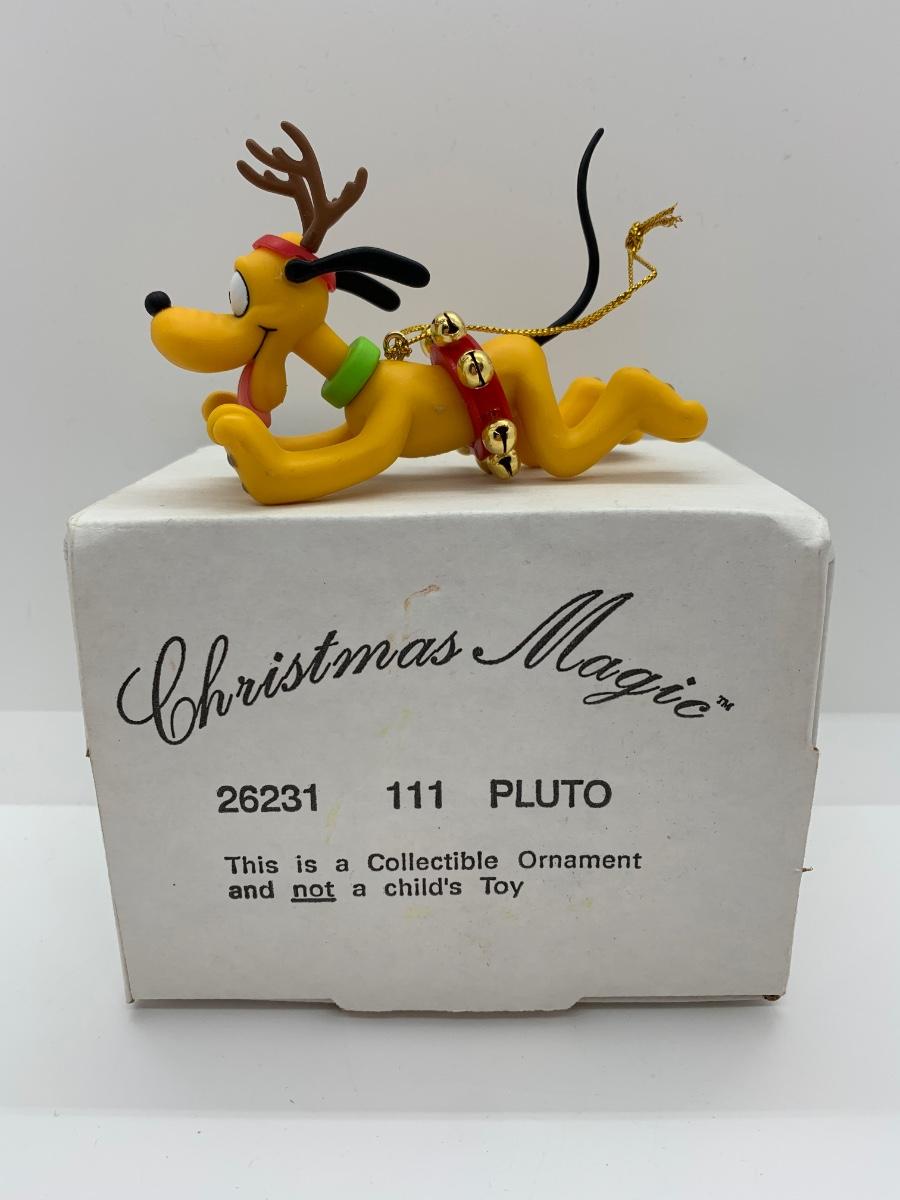 Christmas Magic™
26231 111 PLUTO
This is a Collectible Ornament
and not a child's Toy